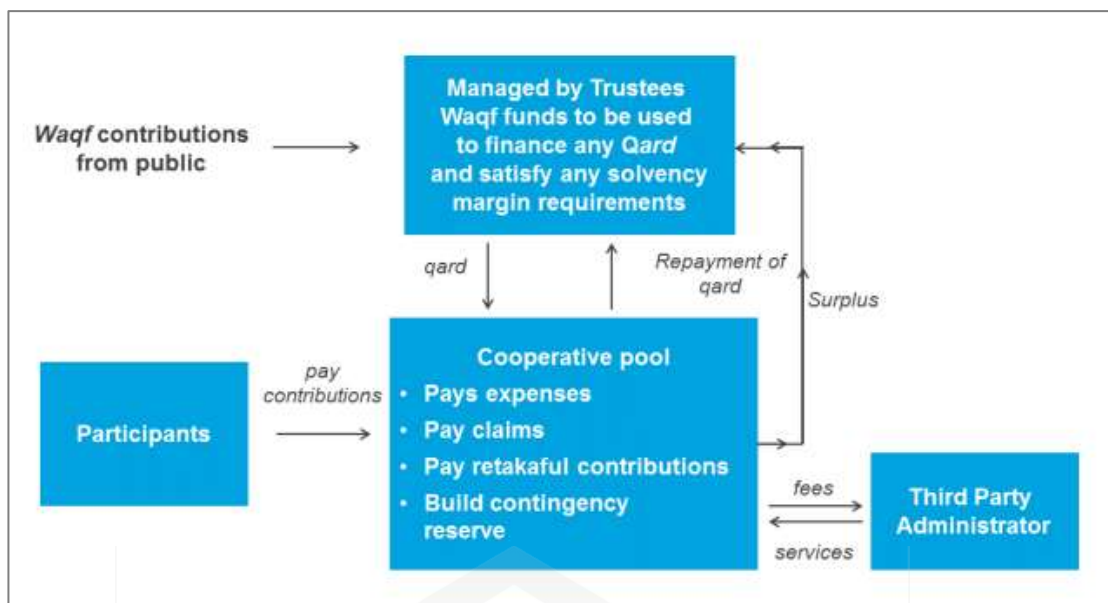 Managed by Trustees
Waqf funds to be used
to finance any Qard
and satisfy any solvency
margin requirements
Waqf contributions
from public
qard
Repayment of
qard
Surplus
Participants
pay
contributions
Cooperative pool
• Pays expenses
• Pay claims
• Pay retakaful contributions
• Build contingency
reserve
fees
services
Third Party
Administrator